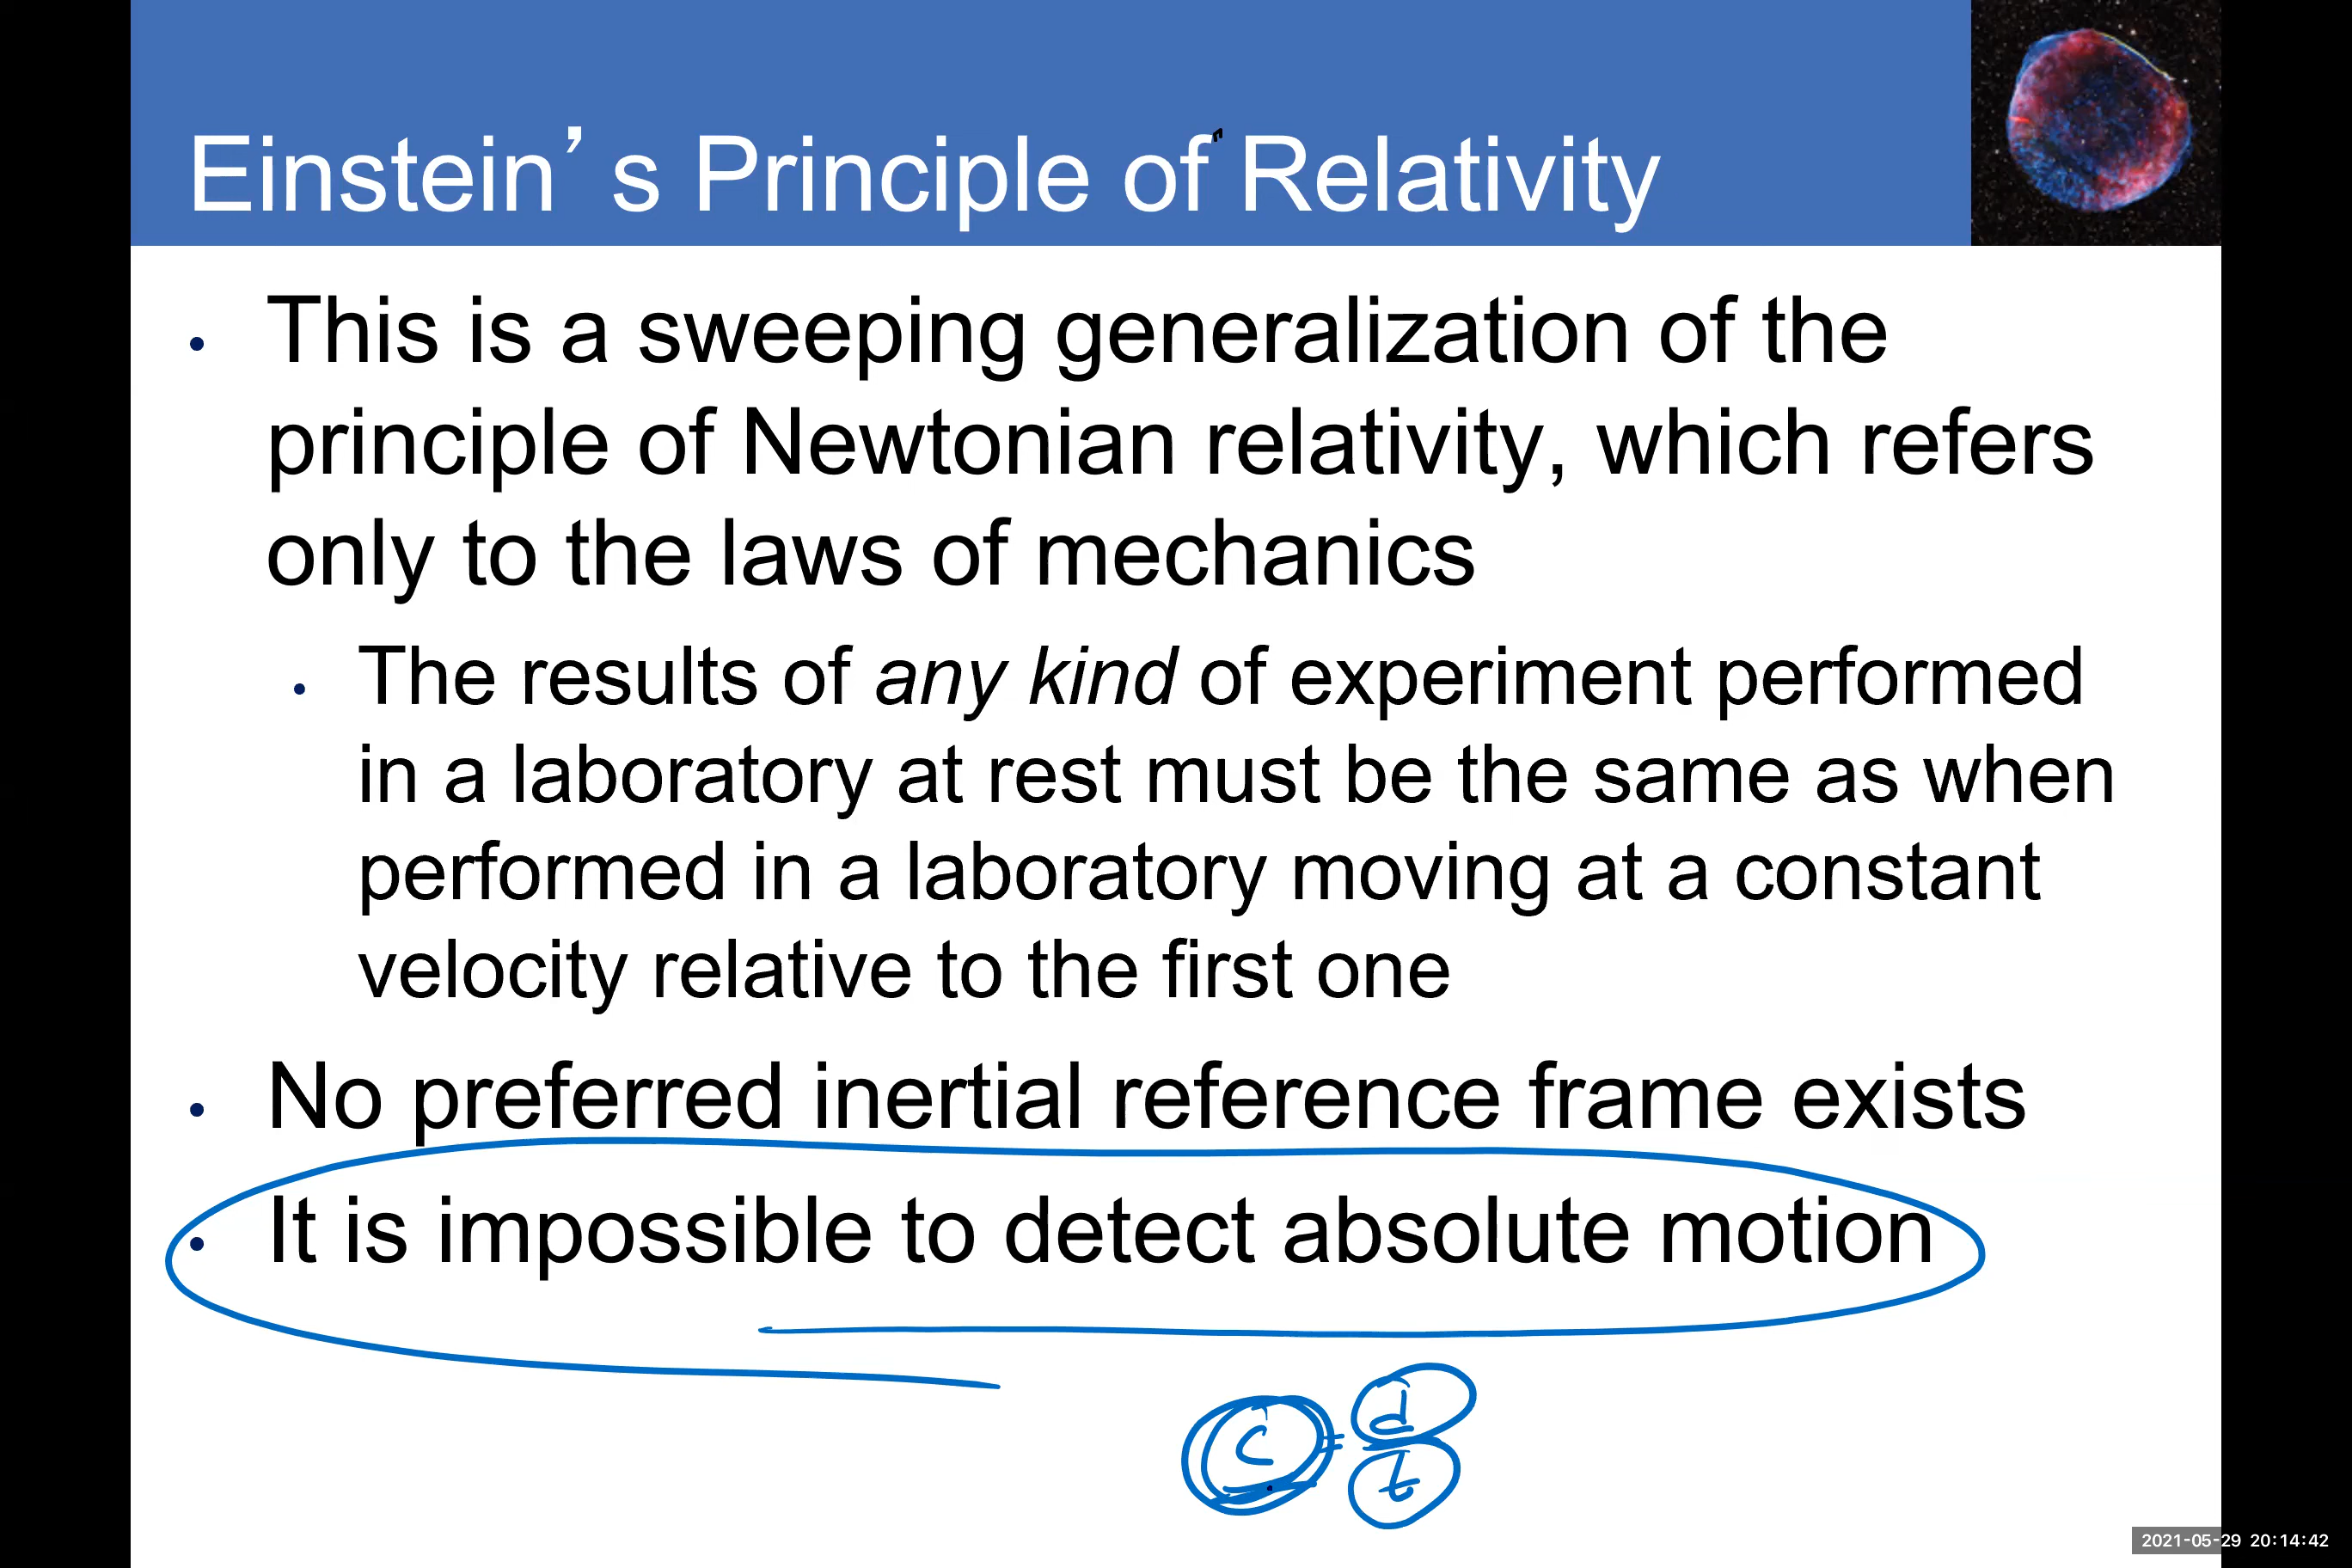 Einstein’ s Principle of Relativity
• This is a sweeping generalization of the
principle of Newtonian relativity, which refers
only to the laws of mechanics
• The results of any kind of experiment performed
in a laboratory at rest must be the same as when
performed in a laboratory moving at a constant
velocity relative to the first one
• No preferred inertial reference frame exists
• It is impossible to detect absolute motion
c = d
t
2021-05-29 20:14:42